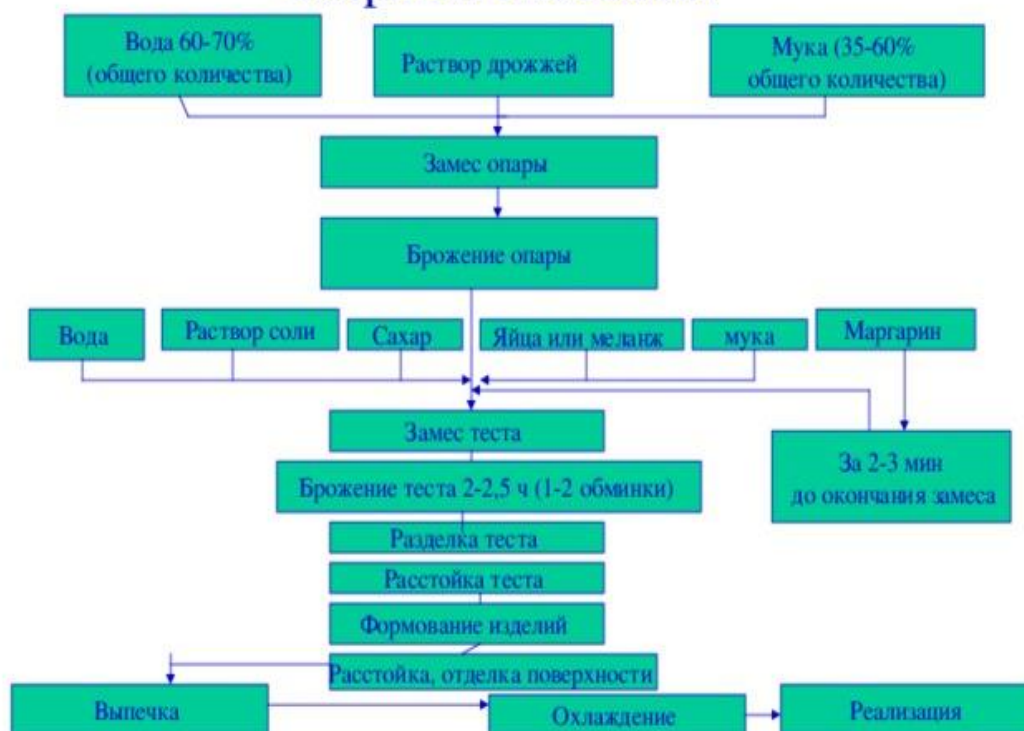 Вода 60-70%
(общего количества)
Раствор дрожжей
Мука (35-60%
общего количества)
Замес опары
Брожение опары
Вода
Раствор соли
Сахар
Яйца или меланж
мука
Маргарин
Замес теста
За 2-3 мин
до окончания замеса
Брожение теста 2-2,5 ч (1-2 обминки)
Разделка теста
Расстойка теста
Формование изделий
Расстойка, отделка поверхности
Выпечка
Охлаждение
Реализация